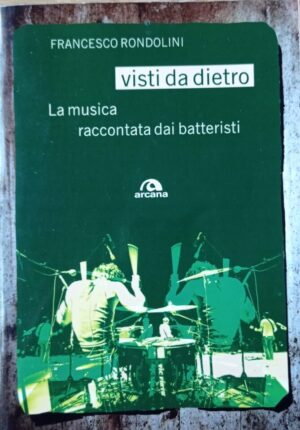 FRANCESCO RONDOLINI
visti da dietro
La musica
raccontata dai batteristi
arcana